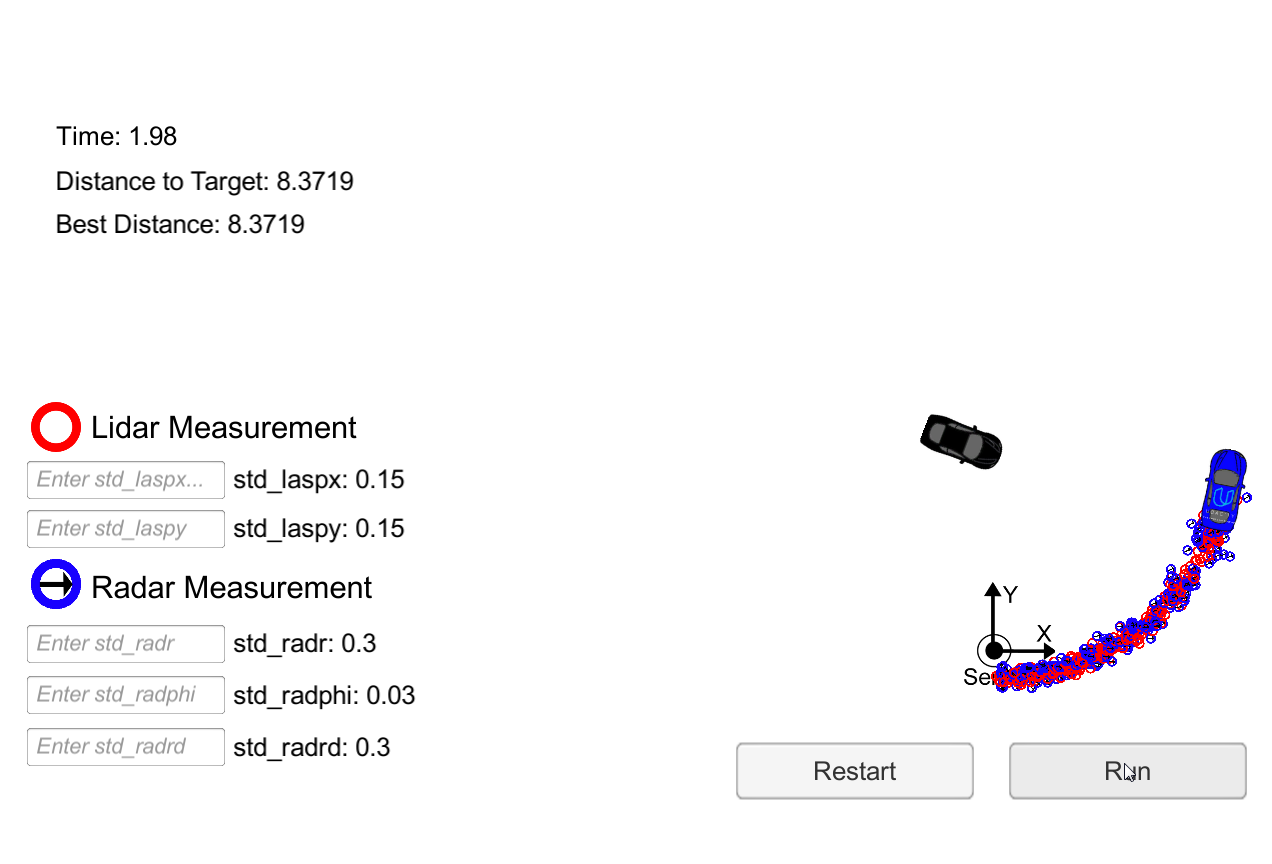 Time: 1.98
Distance to Target: 8.3719
Best Distance: 8.3719
Lidar Measurement
Enter std_laspx... std_laspx: 0.15
Enter std_laspy std_laspy: 0.15
Radar Measurement
Enter std_radr std_radr: 0.3
Enter std_radphi std_radphi: 0.03
Enter std_radrd std_radrd: 0.3
Y
X
Se
Restart
Run